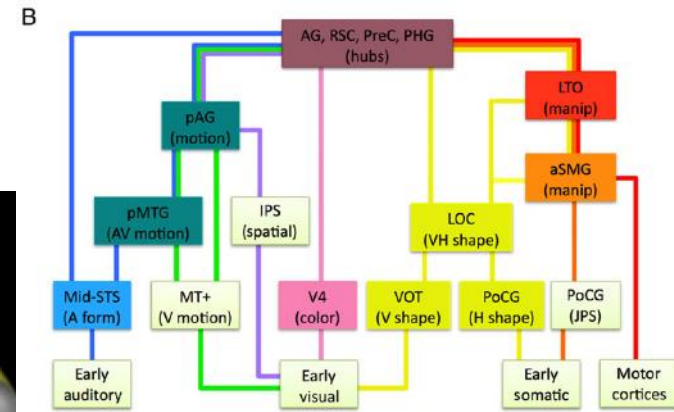 B
AG, RSC, PreC, PHG
(hubs)
LTO
(manip)
pAG
(motion)
aSMG
(manip)
pMTG
(AV motion)
IPS
(spatial)
LOC
(VH shape)
Mid-STS
(A form)
MT+
(V motion)
V4
(color)
VOT
(V shape)
PoCG
(H shape)
PoCG
(JPS)
Early
auditory
Early
visual
Early
somatic
Motor
cortices